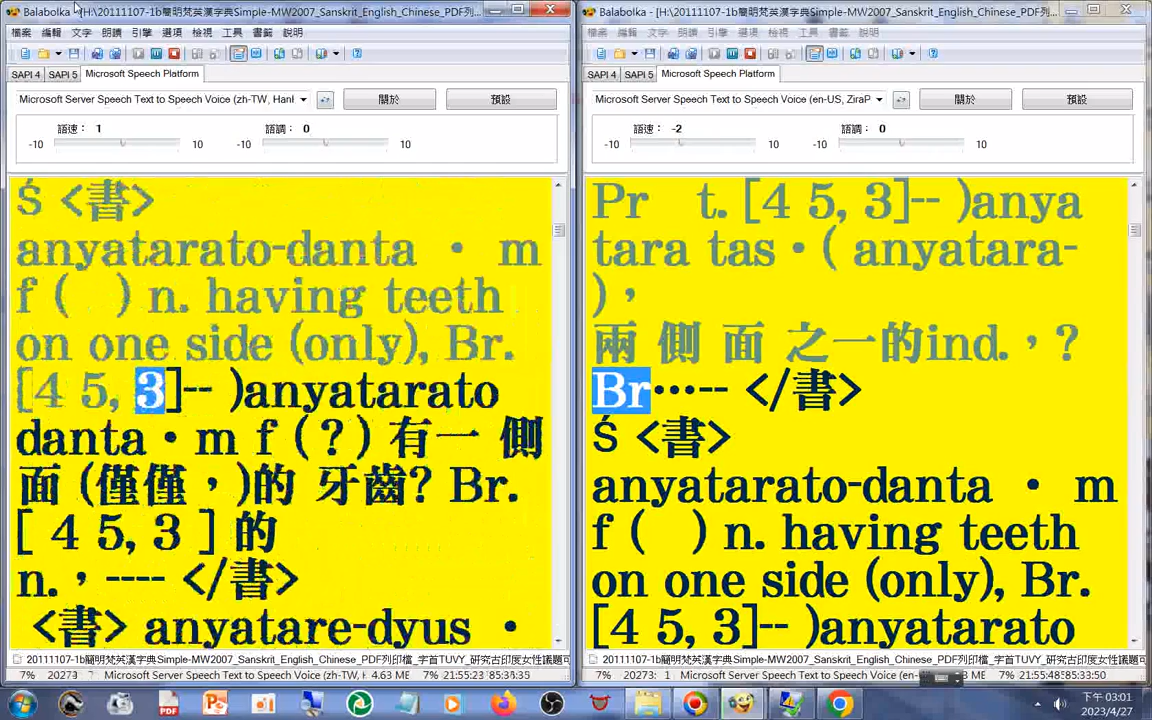 Balabolka - [H:\20111107-1b簡明梵英漢字典Simple-MW2007_Sanskrit_English_Chinese_PDF列...
檔案 編輯 文字 朗讀 引擎 選項 檢視 工具 書籤 說明
SAPI 4 SAPI 5 Microsoft Speech Platform
Microsoft Server Speech Text to Speech Voice (zh-TW, HanH 關於 預設
語速： 1 語調： 0
-10 10 -10 10
Ś <書>
anyatarato-danta • m
f ( ) n. having teeth
on one side (only), Br.
[4 5, 3]-- )anyatarato
danta • m f (？) 有一 側
面 (僅僅，)的 牙齒? Br.
[ 4 5, 3 ] 的
n.，---- </書>
<書> anyatare-dyus •
20111107-1b簡明梵英漢字典Simple-MW2007_Sanskrit_English_Chinese_PDF列印檔_字首TUVY_研究古印度女性議題可
7% 20273: 1 Microsoft Server Speech Text to Speech Voice (zh-TW, H 4.63 ME 7% 21:55:23
Balabolka - [H:\20111107-1b簡明梵英漢字典Simple-MW2007_Sanskrit_English_Chinese_PDF列...
檔案 編輯 文字 朗讀 引擎 選項 檢視 工具 書籤 說明
SAPI 4 SAPI 5 Microsoft Speech Platform
Microsoft Server Speech Text to Speech Voice (en-US, ZiraP 關於 預設
語速： -2 語調： 0
-10 10 -10 10
Pr t. [4 5, 3]-- )anya
tara tas • ( anyatara-
)，
兩 側 面 之一的ind.，?
Br…-- </書>
Ś <書>
anyatarato-danta • m
f ( ) n. having teeth
on one side (only), Br.
[4 5, 3]-- )anyatarato
20111107-1b簡明梵英漢字典Simple-MW2007_Sanskrit_English_Chinese_PDF列印檔_字首TUVY_研究古印度女性議題可
7% 20273: 1 Microsoft Server Speech Text to Speech Voice 7% 21:55:48
下午 03:01
2023/4/27